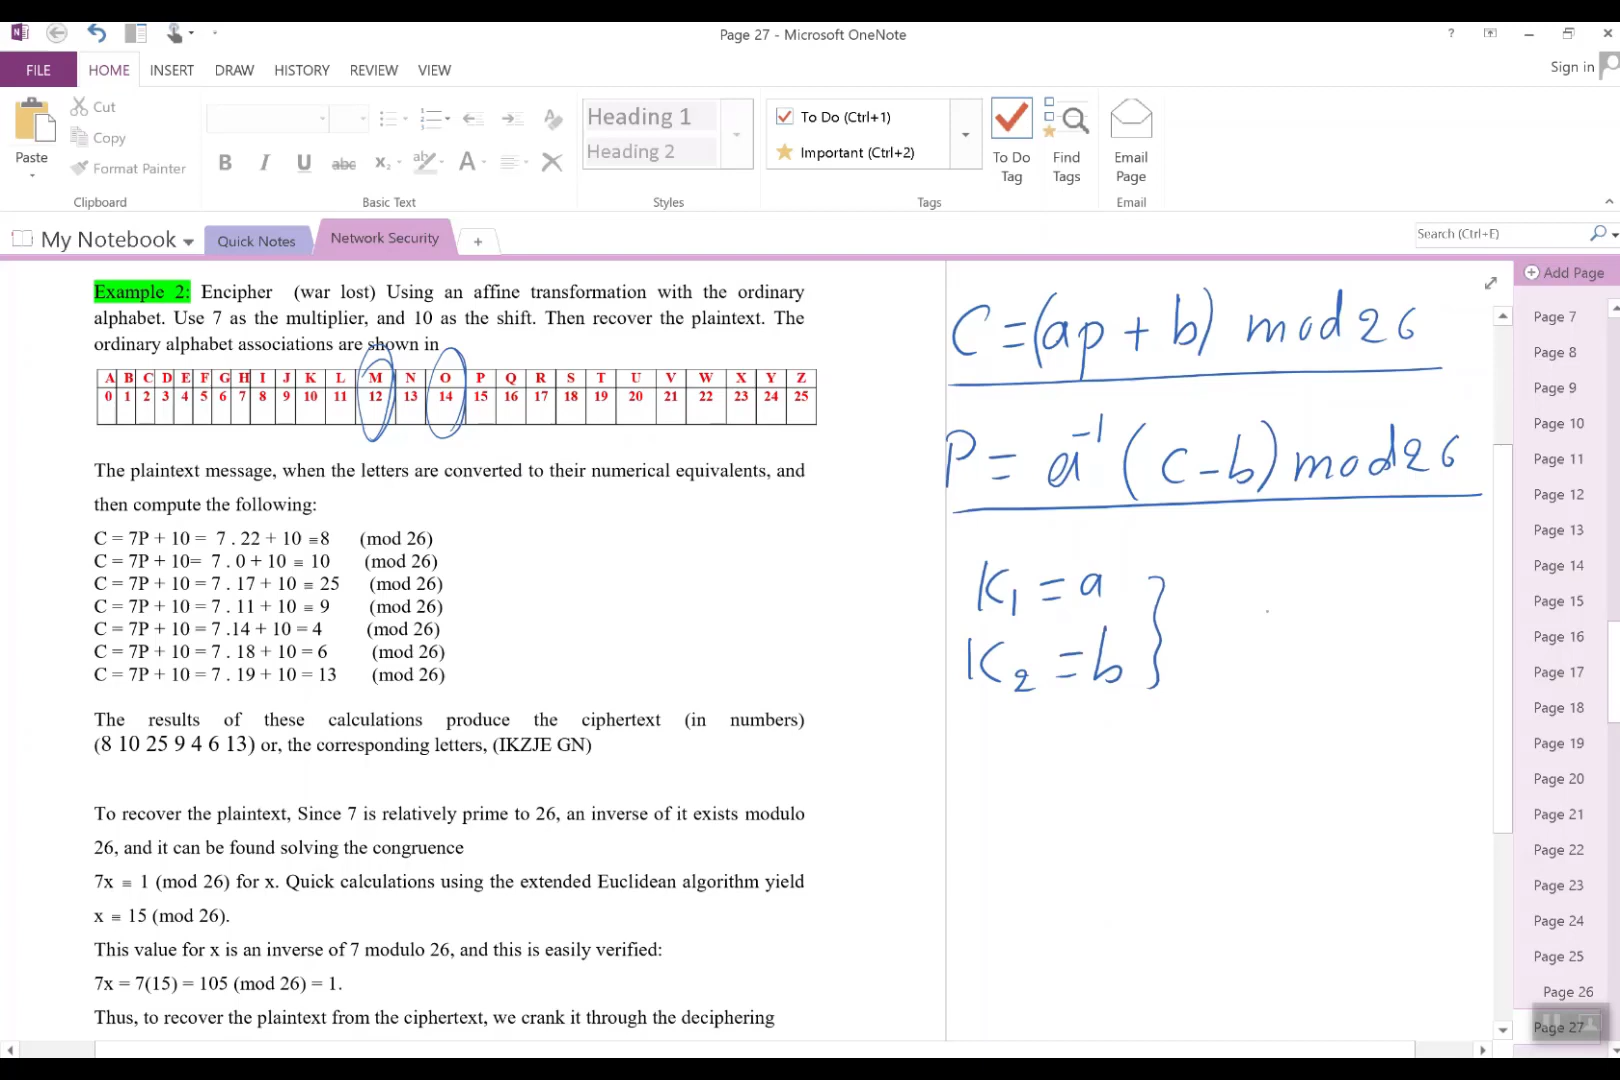 Page 27 - Microsoft OneNote
?
FILE
HOME
INSERT
DRAW
HISTORY
REVIEW
VIEW
Sign in
Paste
Cut
Copy
Format Painter
Clipboard
B I U abc x₂ ab A
Basic Text
Heading 1
Heading 2
Styles
To Do (Ctrl+1)
Important (Ctrl+2)
Tags
To Do
Tag
Find
Tags
Email
Page
Email
My Notebook
Quick Notes
Network Security
+
Search (Ctrl+E)
Example 2: Encipher (war lost) Using an affine transformation with the ordinary
alphabet. Use 7 as the multiplier, and 10 as the shift. Then recover the plaintext. The
ordinary alphabet associations are shown in
A B C D E F G H I J K L M N O P Q R S T U V W X Y Z
0 1 2 3 4 5 6 7 8 9 10 11 12 13 14 15 16 17 18 19 20 21 22 23 24 25
The plaintext message, when the letters are converted to their numerical equivalents, and
then compute the following:
C = 7P + 10 = 7 . 22 + 10 ≡8 (mod 26)
C = 7P + 10= 7 . 0 + 10 ≡ 10 (mod 26)
C = 7P + 10 = 7 . 17 + 10 ≡ 25 (mod 26)
C = 7P + 10 = 7 . 11 + 10 ≡ 9 (mod 26)
C = 7P + 10 = 7 .14 + 10 = 4 (mod 26)
C = 7P + 10 = 7 . 18 + 10 = 6 (mod 26)
C = 7P + 10 = 7 . 19 + 10 = 13 (mod 26)
The results of these calculations produce the ciphertext (in numbers)
(8 10 25 9 4 6 13) or, the corresponding letters, (IKZJE GN)
To recover the plaintext, Since 7 is relatively prime to 26, an inverse of it exists modulo
26, and it can be found solving the congruence
7x ≡ 1 (mod 26) for x. Quick calculations using the extended Euclidean algorithm yield
x ≡ 15 (mod 26).
This value for x is an inverse of 7 modulo 26, and this is easily verified:
7x = 7(15) = 105 (mod 26) = 1.
Thus, to recover the plaintext from the ciphertext, we crank it through the deciphering
C = (ap + b) mod 26
P = a⁻¹ (c - b) mod 26
K₁ = a
K₂ = b }
Add Page
Page 7
Page 8
Page 9
Page 10
Page 11
Page 12
Page 13
Page 14
Page 15
Page 16
Page 17
Page 18
Page 19
Page 20
Page 21
Page 22
Page 23
Page 24
Page 25
Page 26
Page 27